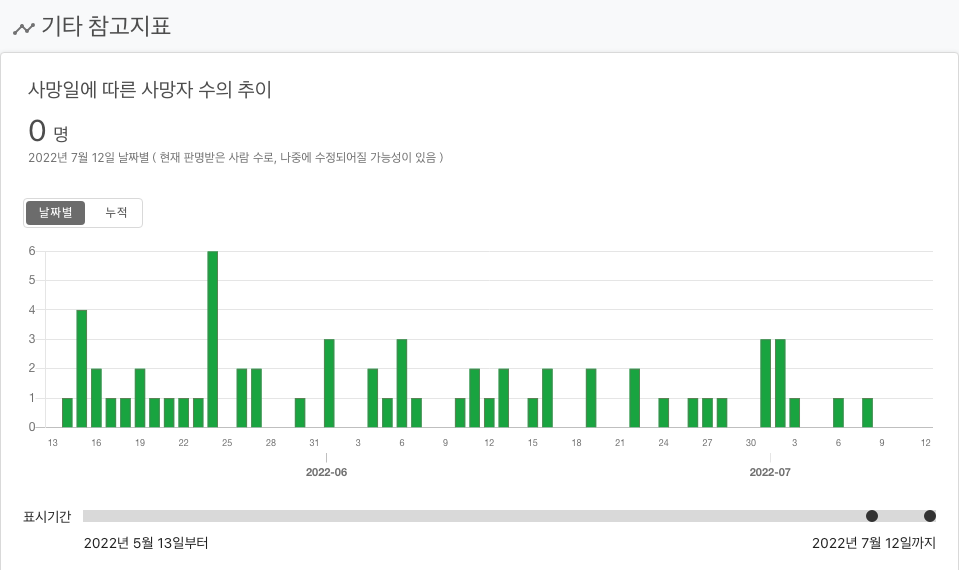 기타 참고지표
사망일에 따른 사망자 수의 추이
0 명
2022년 7월 12일 날짜별 ( 현재 판명받은 사람 수로, 나중에 수정되어질 가능성이 있음 )
날짜별 누적
6
5
4
3
2
1
0
13 16 19 22 25 28 31 3 6 9 12 15 18 21 24 27 30 3 6 9 12
2022-06 2022-07
표시기간
2022년 5월 13일부터 2022년 7월 12일까지